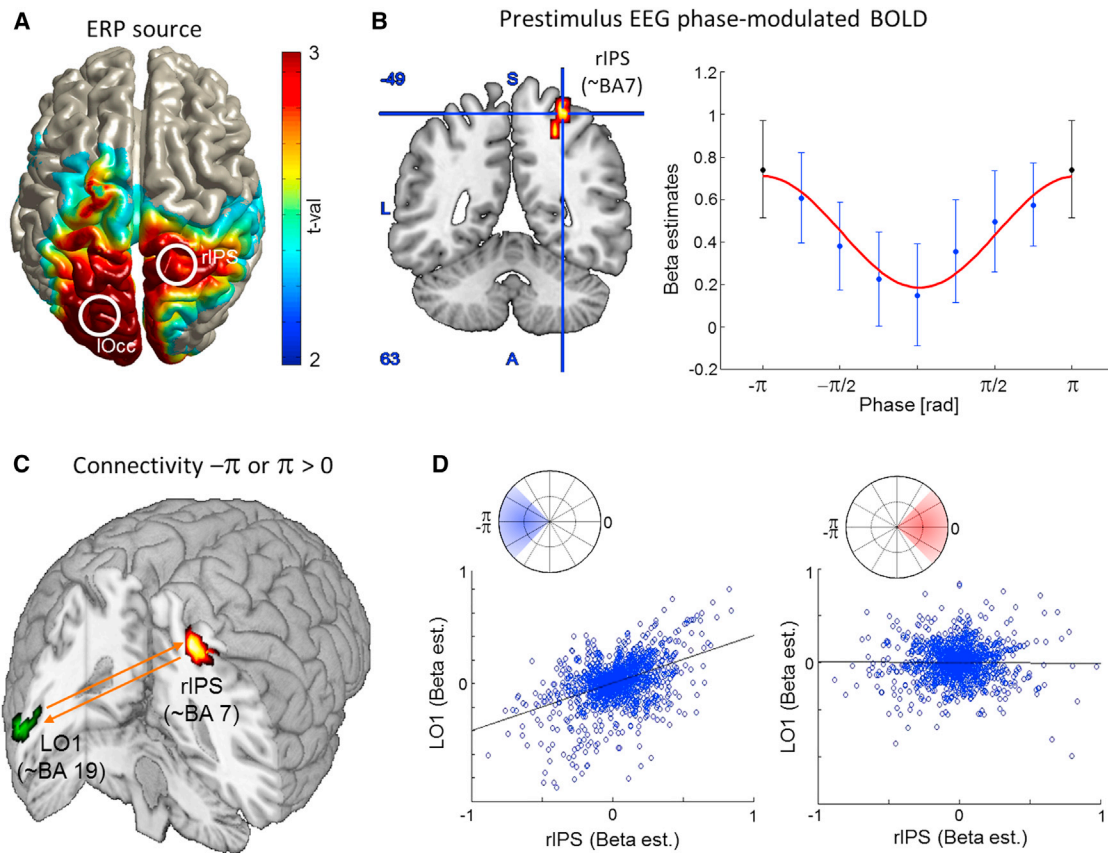 A
ERP source
3
t-val
2
rIPS
lOcc
B
Prestimulus EEG phase-modulated BOLD
-49
S
rIPS
(~BA7)
L
63
A
1.2
1
0.8
0.6
0.4
0.2
0
-0.2
Beta estimates
-π
−π/2
π/2
π
Phase [rad]
C
Connectivity −π or π > 0
rIPS
(~BA 7)
LO1
(~BA 19)
D
π
-π
0
π
-π
0
1
0
-1
0
1
LO1 (Beta est.)
rIPS (Beta est.)
1
0
-1
-1
0
1
LO1 (Beta est.)
rIPS (Beta est.)